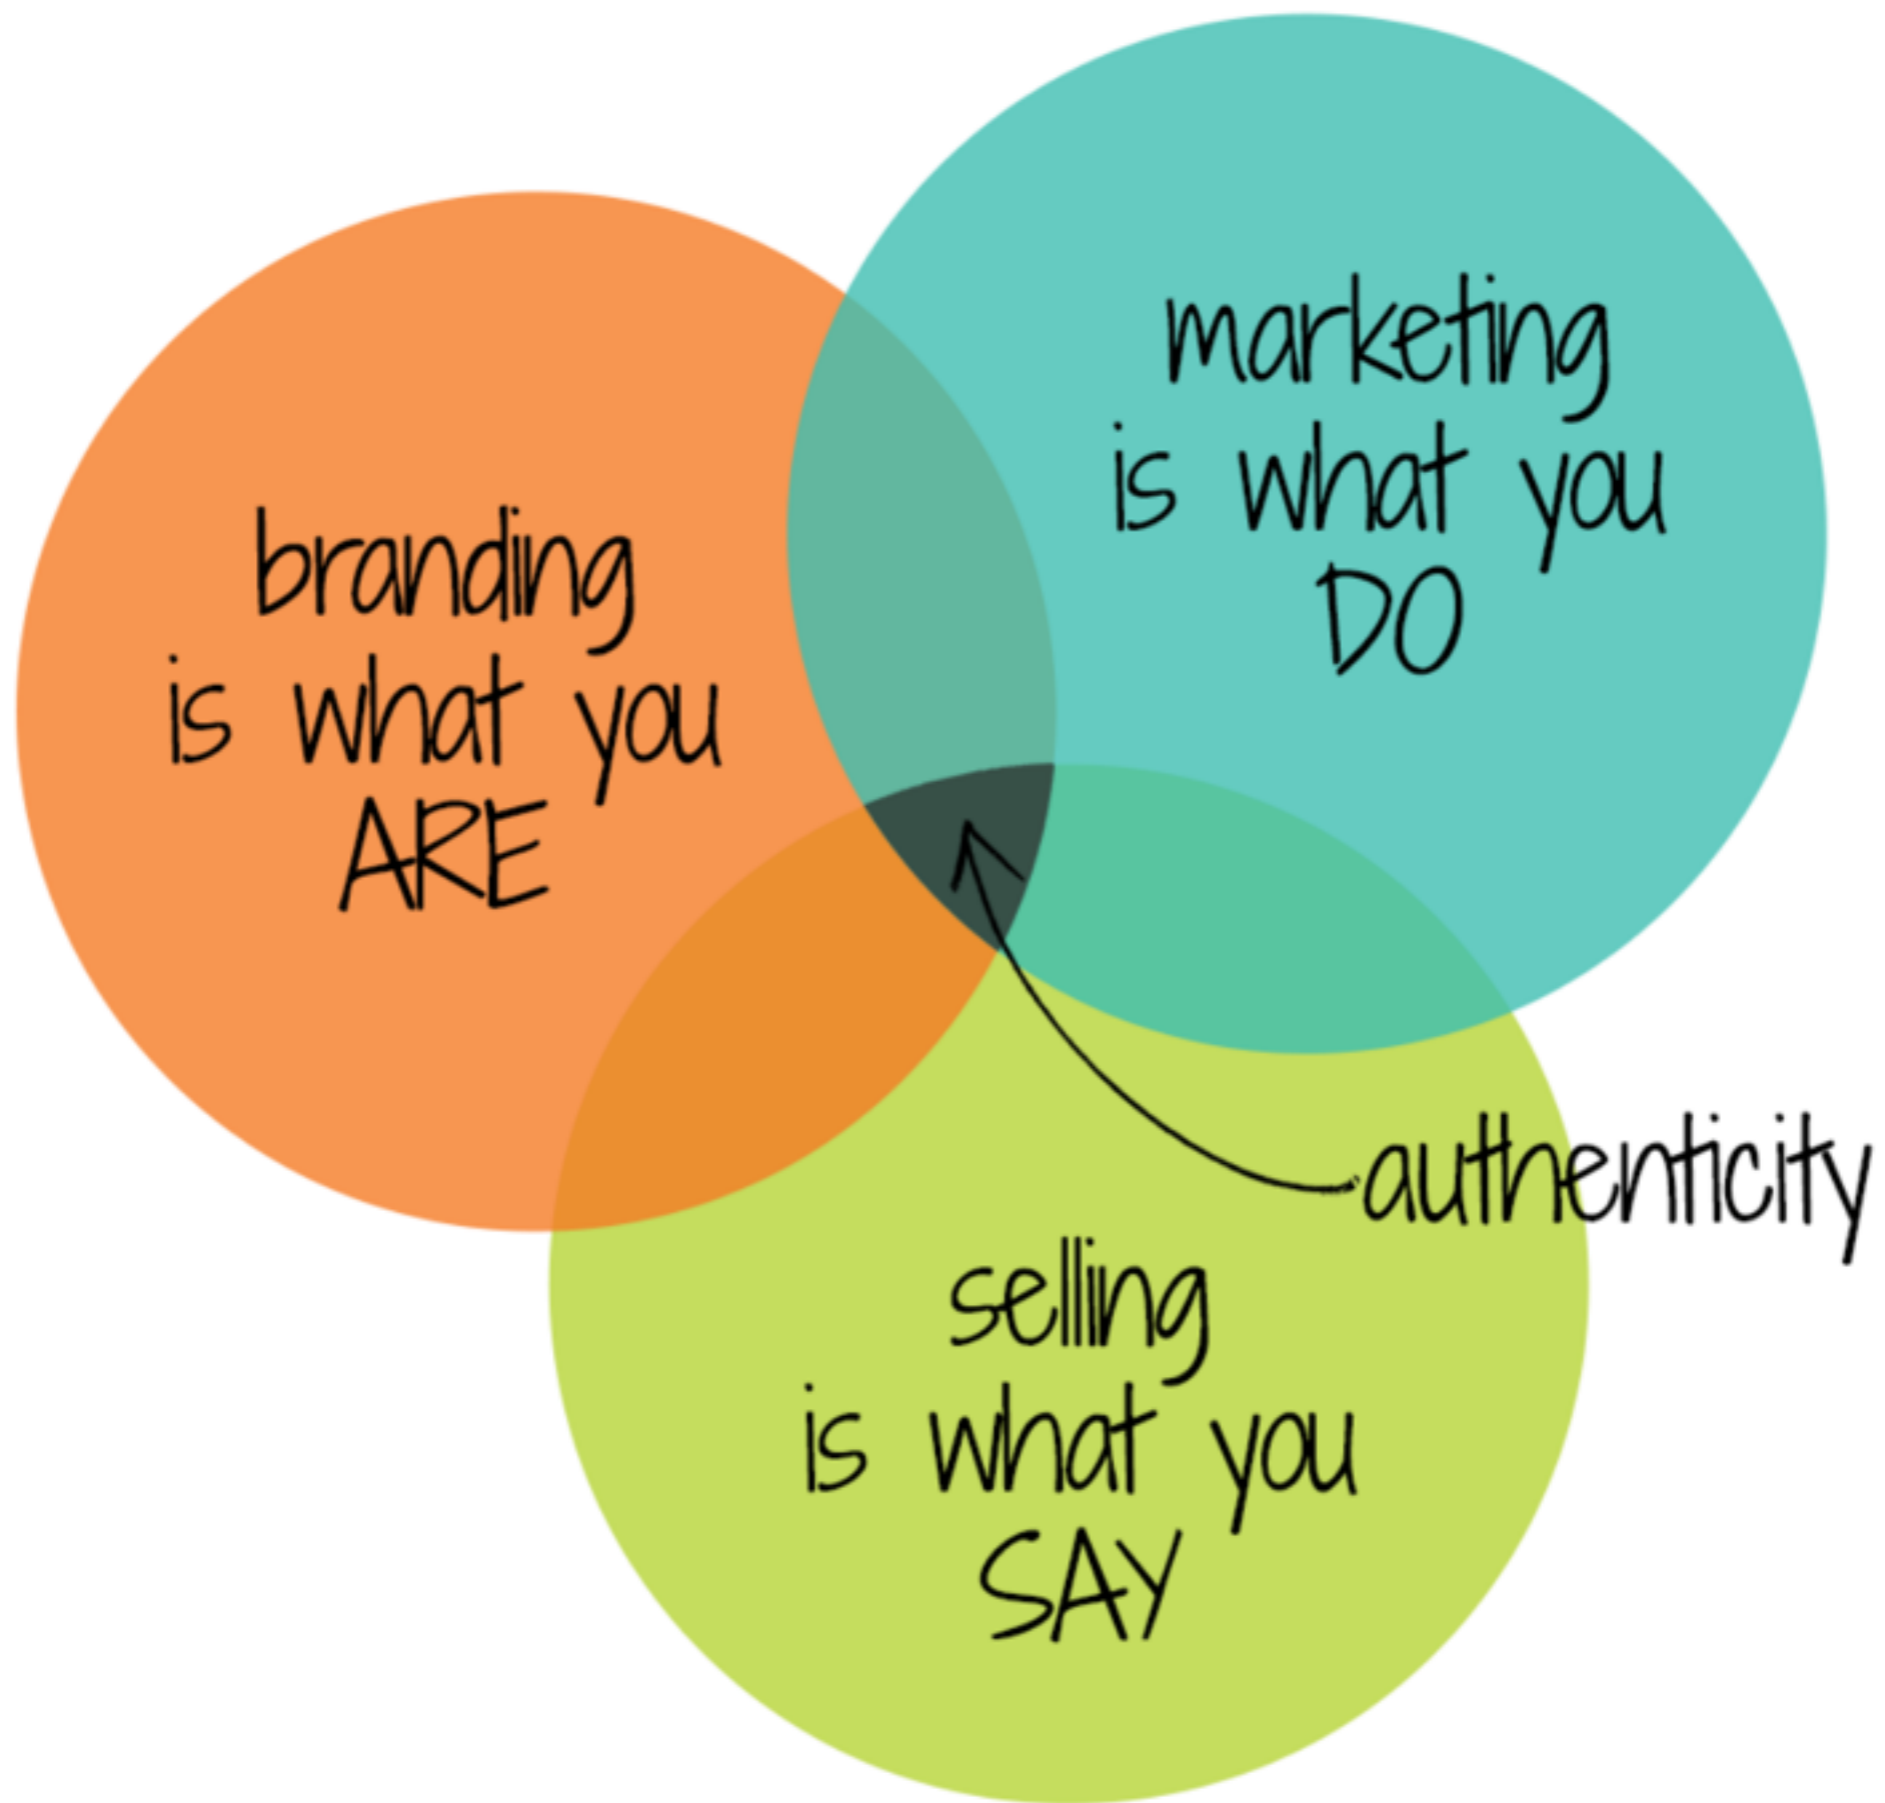 marketing
is what you
DO
branding
is what you
ARE
authenticity
selling
is what you
SAY